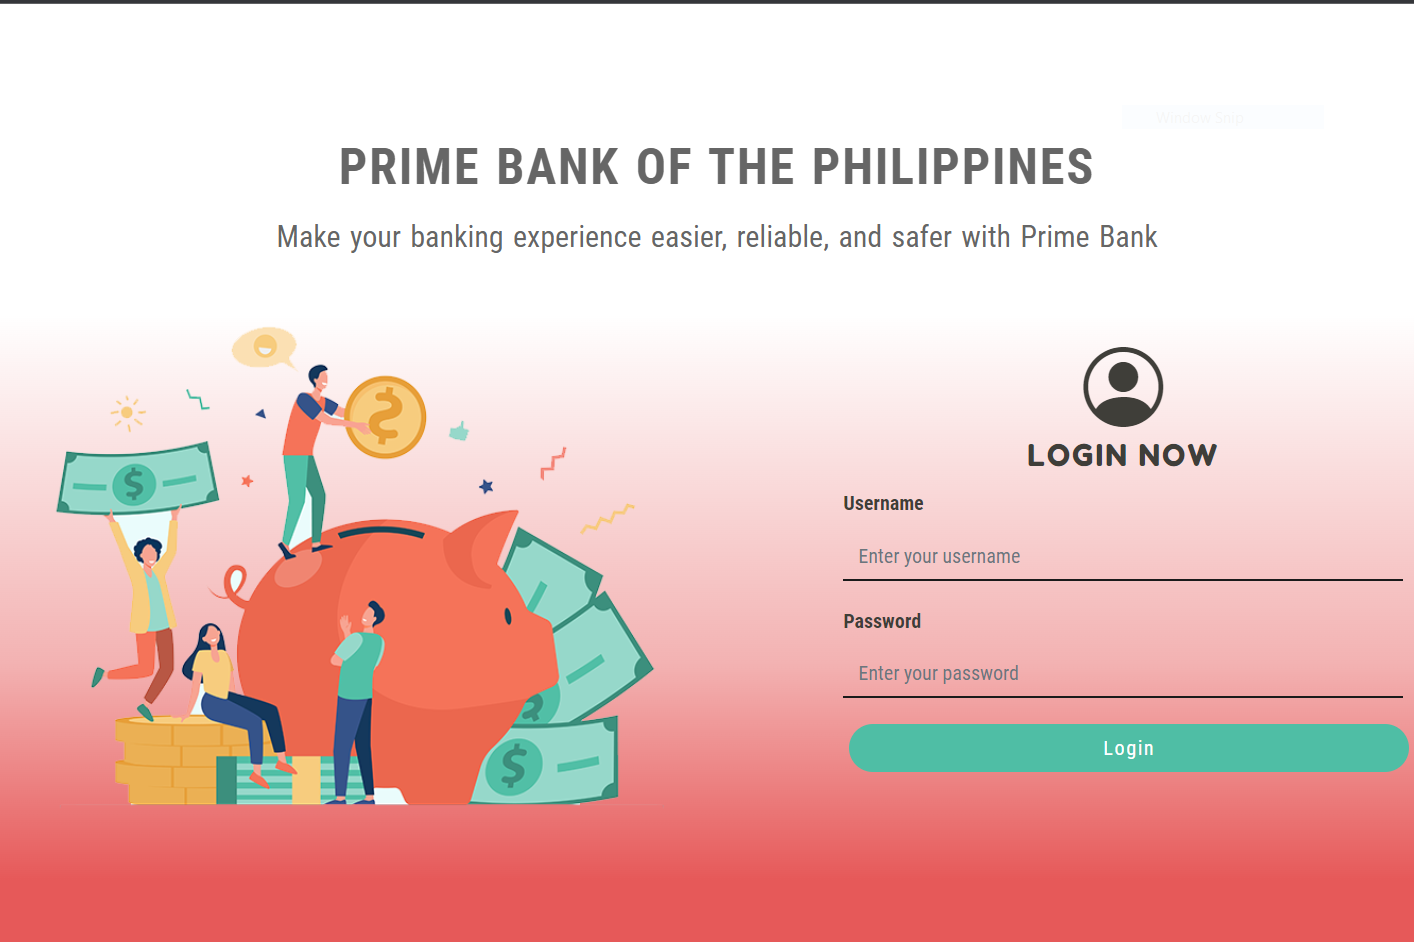 Window Snip
PRIME BANK OF THE PHILIPPINES
Make your banking experience easier, reliable, and safer with Prime Bank
LOGIN NOW
Username
Enter your username
Password
Enter your password
Login
$
$